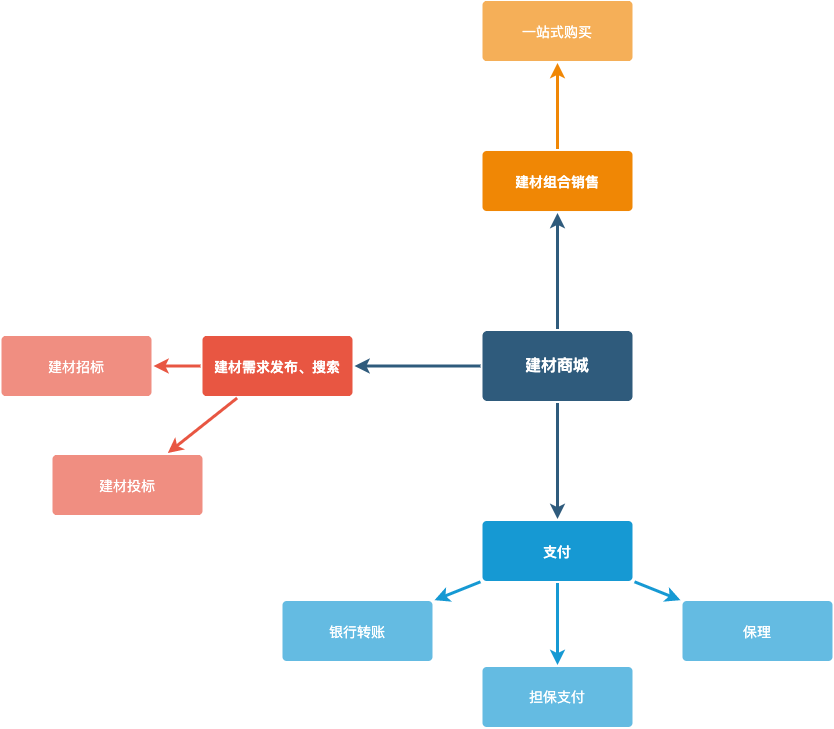 一站式购买
建材组合销售
建材招标
建材需求发布、搜索
建材商城
建材投标
支付
银行转账
保理
担保支付